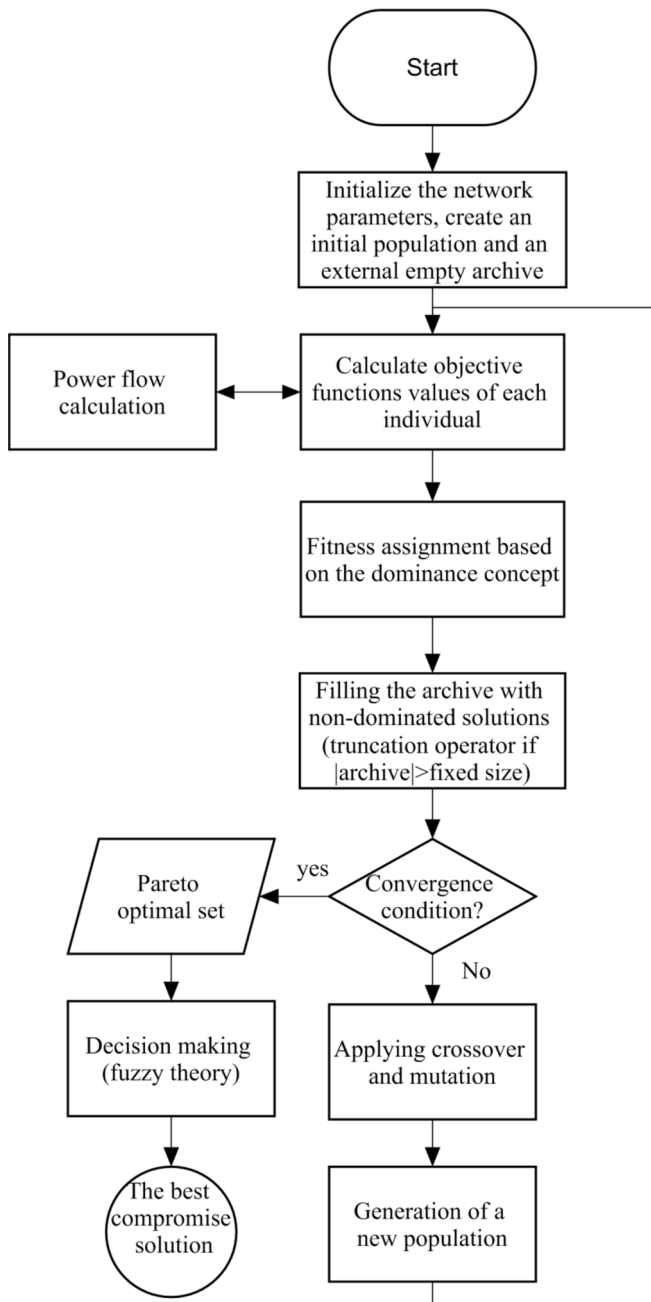 Start
Initialize the network
parameters, create an
initial population and an
external empty archive
Power flow
calculation
Calculate objective
functions values of each
individual
Fitness assignment based
on the dominance concept
Filling the archive with
non-dominated solutions
(truncation operator if
|archive|>fixed size)
yes
Convergence
condition?
Pareto
optimal set
No
Decision making
(fuzzy theory)
Applying crossover
and mutation
The best
compromise
solution
Generation of a
new population